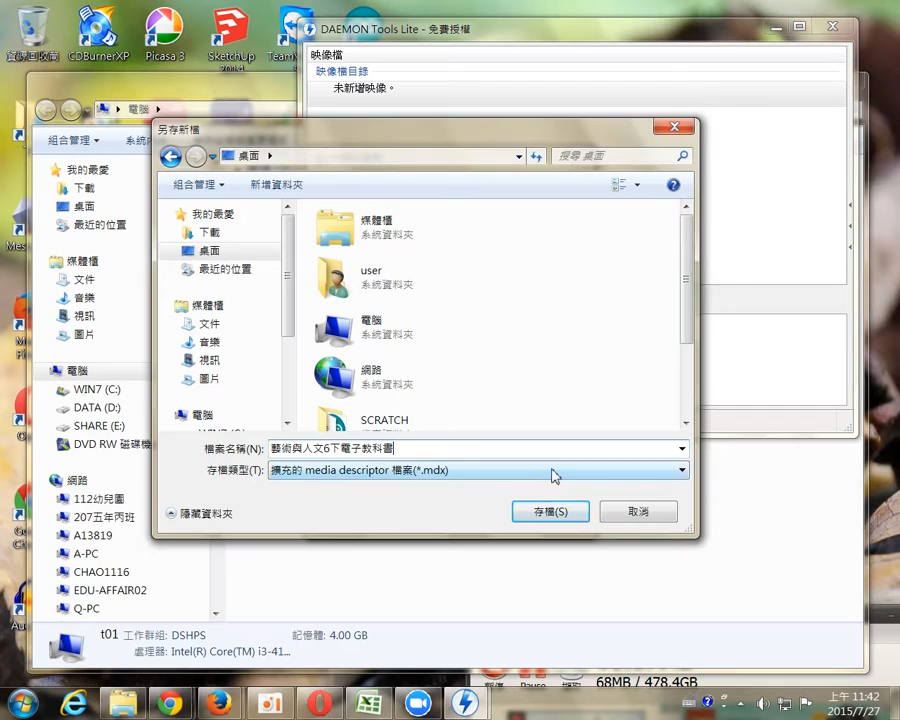 DAEMON Tools Lite - 免費授權
資源回收筒
CDBurnerXP
Picasa 3
SketchUp
2014
映像檔
映像檔目錄
未新增映像。
電腦
組合管理
我的最愛
下載
桌面
最近的位置
媒體櫃
文件
音樂
視訊
圖片
電腦
WIN7 (C:)
DATA (D:)
SHARE (E:)
DVD RW 磁碟機
網路
112幼兒園
207五年丙班
A13819
A-PC
CHAO1116
EDU-AFFAIR02
Q-PC
另存新檔
桌面
搜尋 桌面
組合管理
新增資料夾
我的最愛
下載
桌面
最近的位置
媒體櫃
文件
音樂
視訊
圖片
電腦
媒體櫃
系統資料夾
user
系統資料夾
電腦
系統資料夾
網路
系統資料夾
SCRATCH
檔案名稱(N):
藝術與人文6下電子教科書
存檔類型(T):
擴充的 media descriptor 檔案(*.mdx)
隱藏資料夾
存檔(S)
取消
t01 工作群組: DSHPS 記憶體: 4.00 GB
處理器: Intel(R) Core(TM) i3-41...
68MB / 478.4GB
上午 11:42
2015/7/27